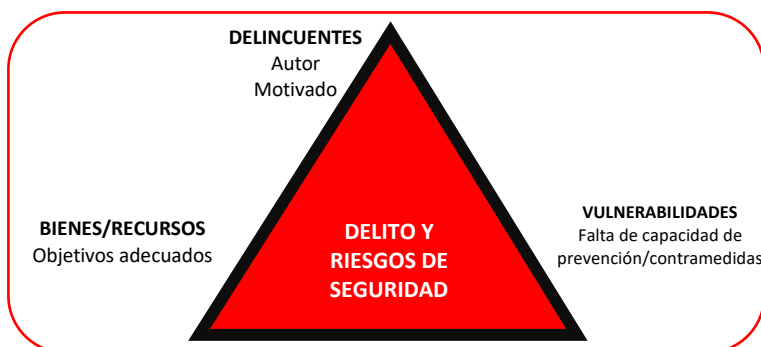 DELINCUENTES
Autor
Motivado
BIENES/RECURSOS
Objetivos adecuados
DELITO Y
RIESGOS DE
SEGURIDAD
VULNERABILIDADES
Falta de capacidad de
prevención/contramedidas